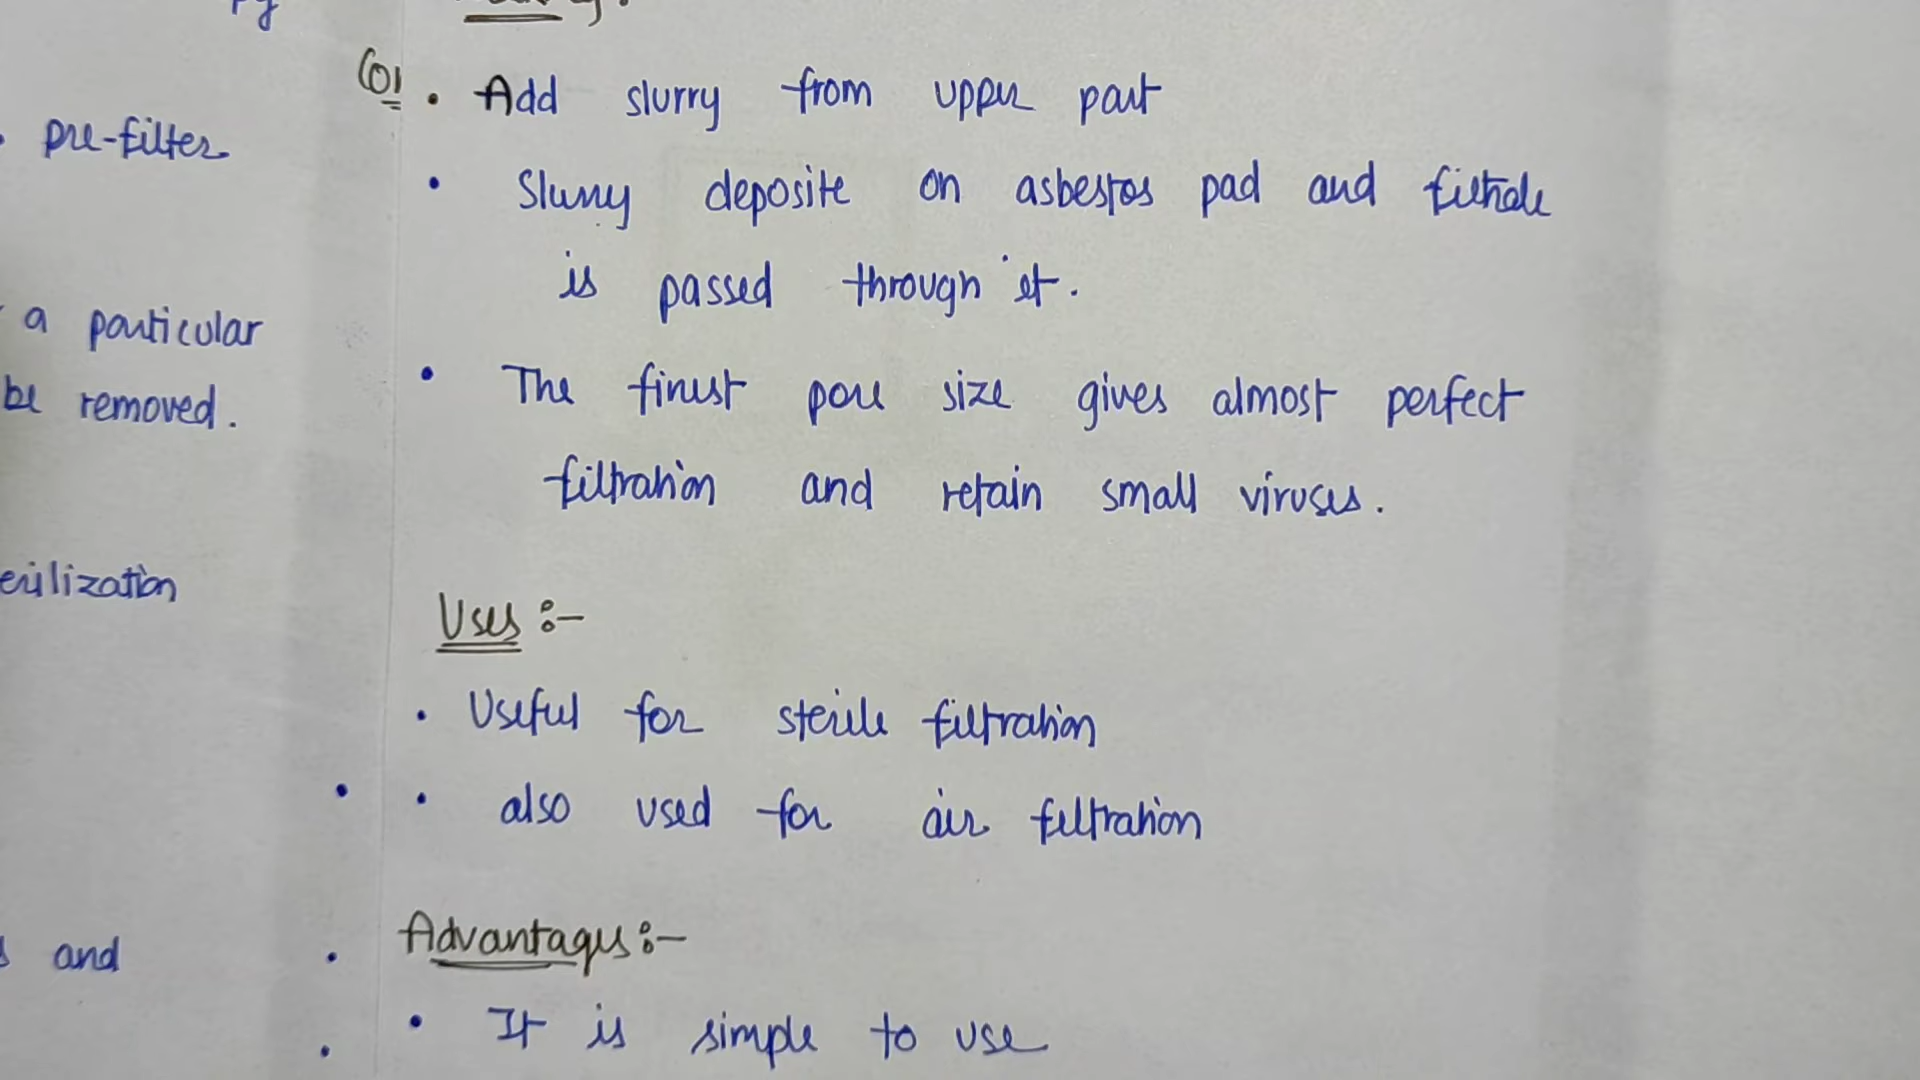 . pre-filter
a particular
be removed.
and
. Add slurry from upper part
. Slurry deposite on asbestos pad and filtrate
is passed through it.
. The finest pore size gives almost perfect
filtration and retain small viruses.
Uses :-
. Useful for sterile filtration
. also used for air filtration
Advantages :-
. It is simple to use